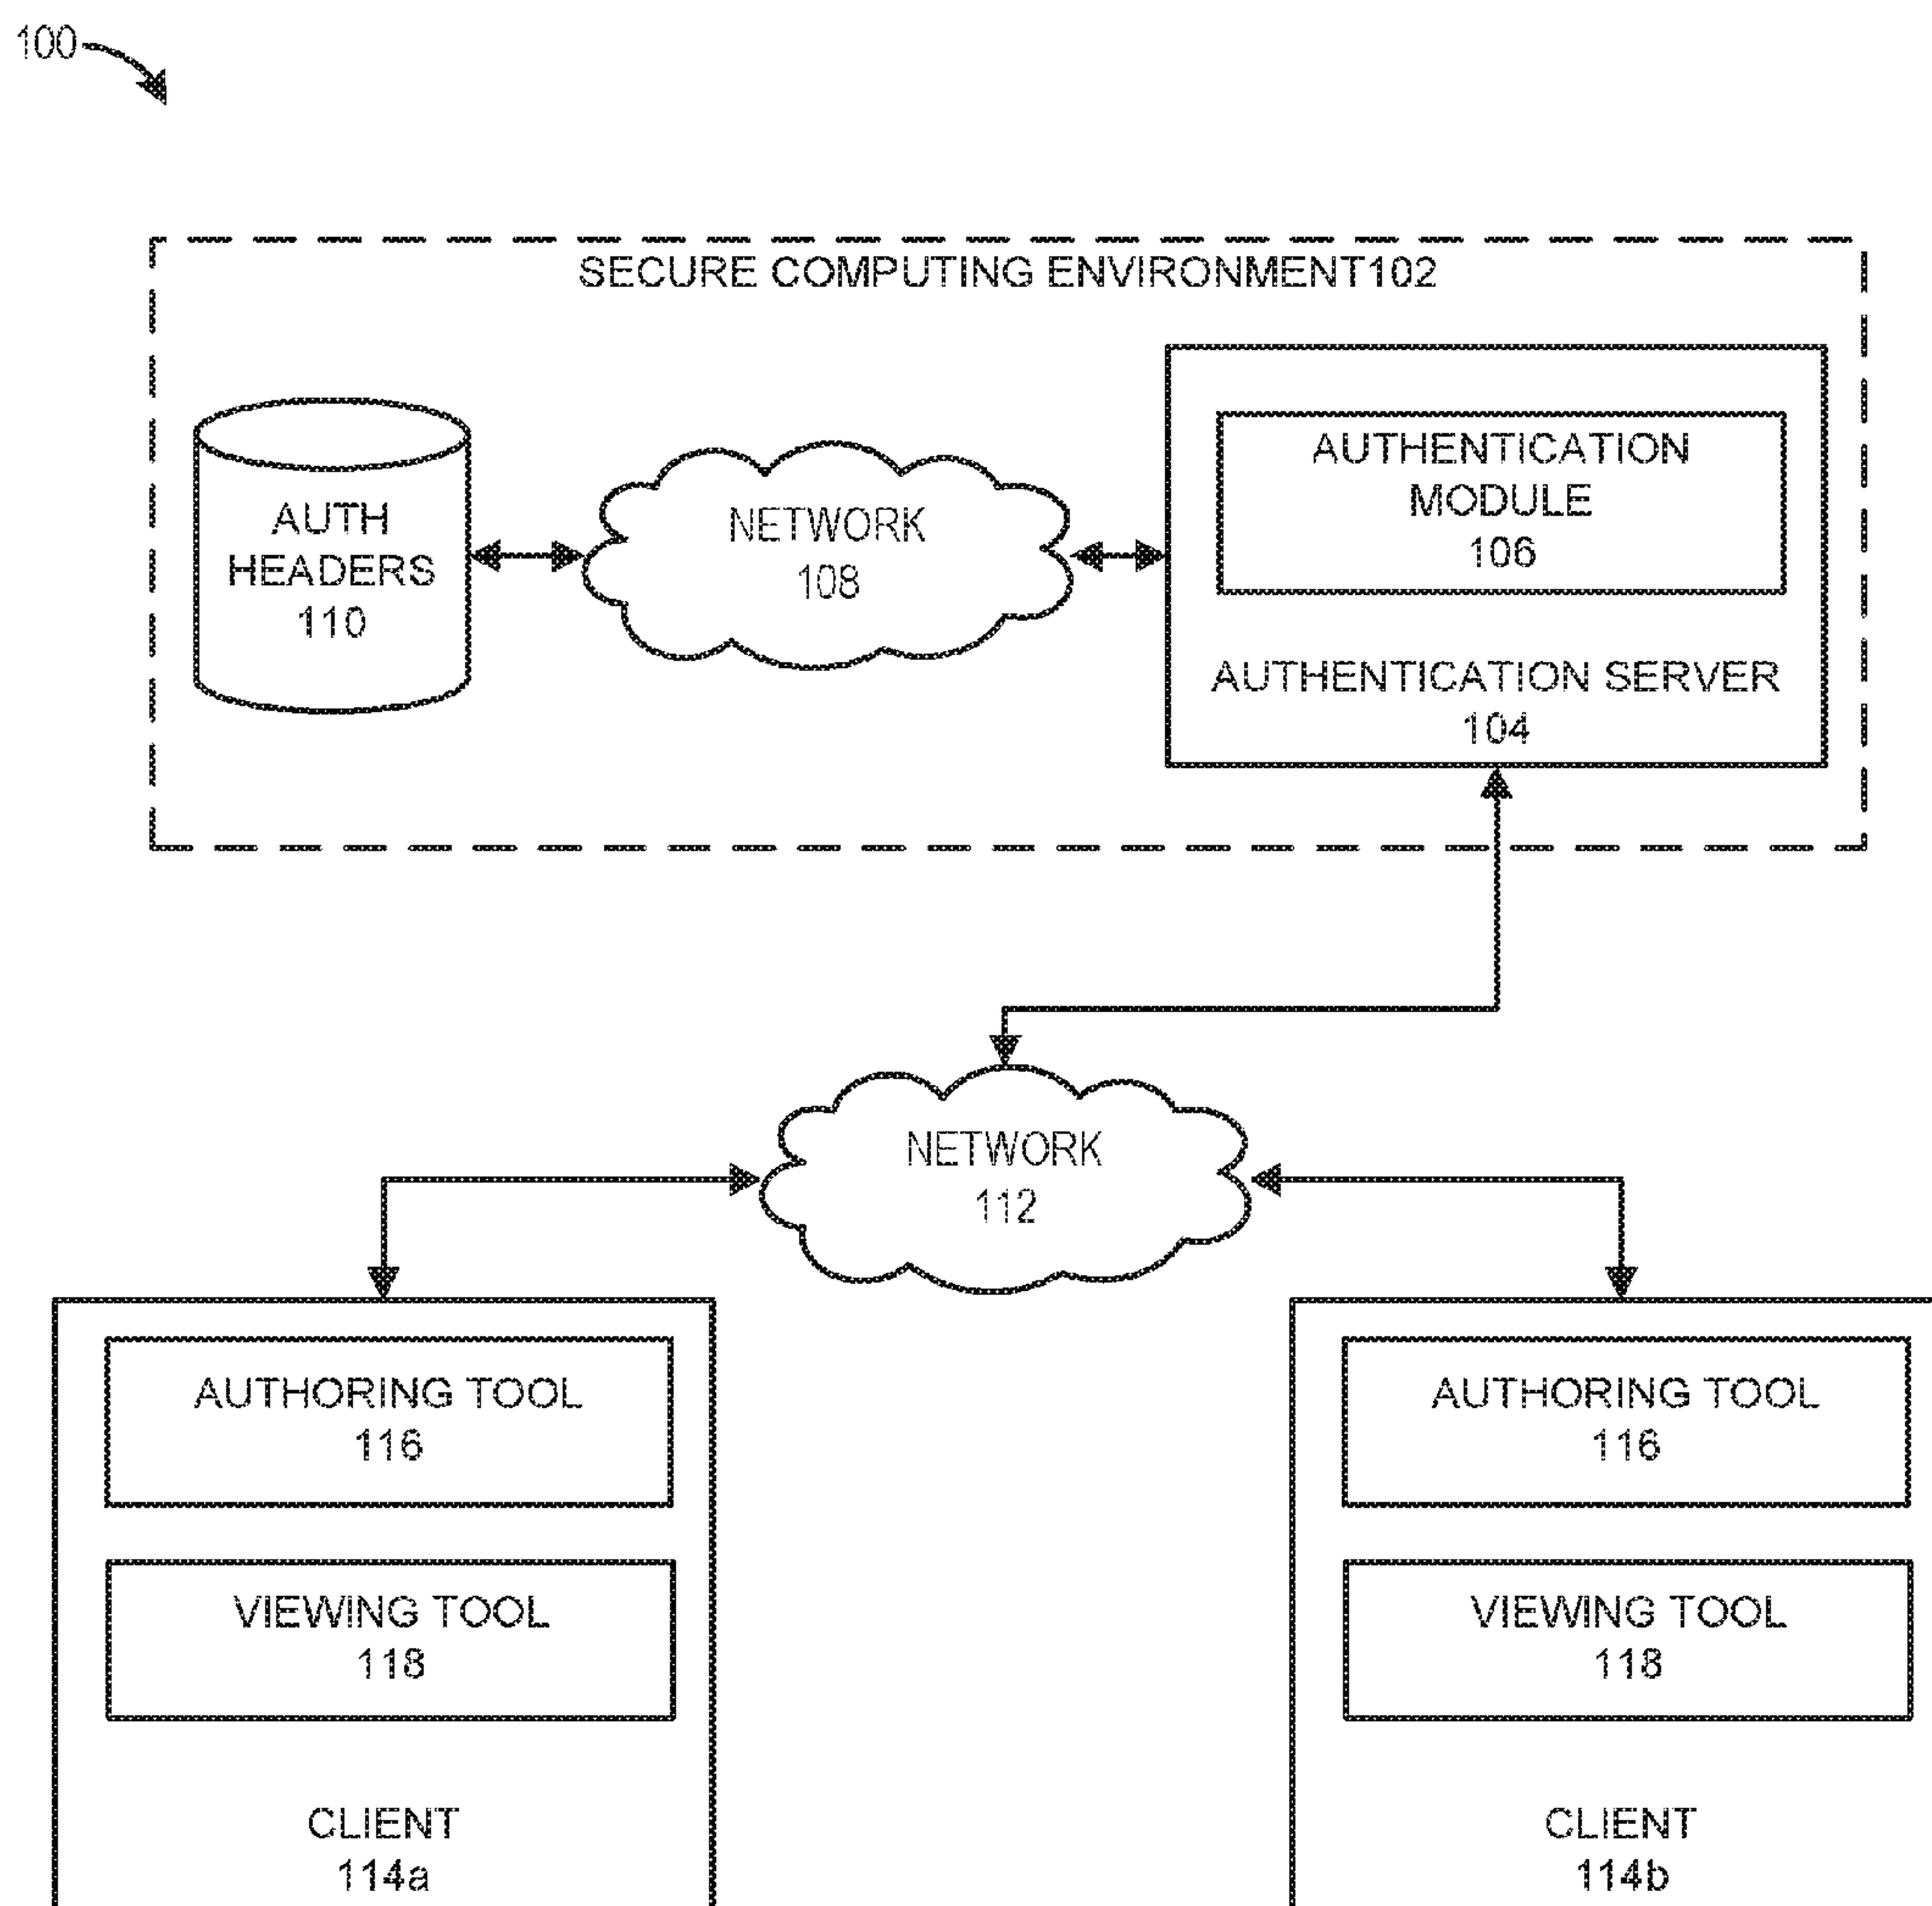 100
SECURE COMPUTING ENVIRONMENT102
AUTH
HEADERS
110
NETWORK
108
AUTHENTICATION
MODULE
106
AUTHENTICATION SERVER
104
NETWORK
112
AUTHORING TOOL
116
VIEWING TOOL
118
CLIENT
114a
AUTHORING TOOL
116
VIEWING TOOL
118
CLIENT
114b